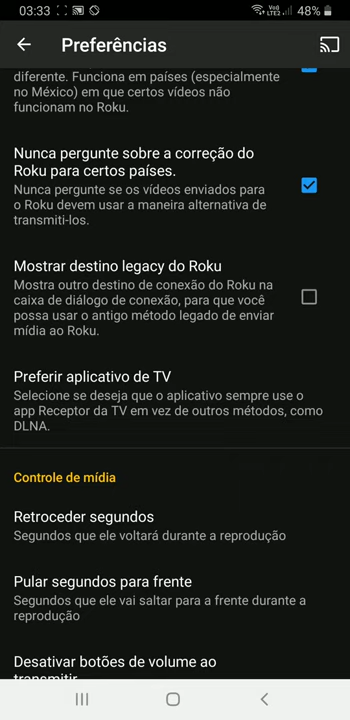 03:33
Vo))
LTE2
48%
Preferências
diferente. Funciona em países (especialmente
no México) em que certos vídeos não
funcionam no Roku.
Nunca pergunte sobre a correção do
Roku para certos países.
Nunca pergunte se os vídeos enviados para
o Roku devem usar a maneira alternativa de
transmiti-los.
Mostrar destino legacy do Roku
Mostra outro destino de conexão do Roku na
caixa de diálogo de conexão, para que você
possa usar o antigo método legado de enviar
mídia ao Roku.
Preferir aplicativo de TV
Selecione se deseja que o aplicativo sempre use o
app Receptor da TV em vez de outros métodos, como
DLNA.
Controle de mídia
Retroceder segundos
Segundos que ele voltará durante a reprodução
Pular segundos para frente
Segundos que ele vai saltar para a frente durante a
reprodução
Desativar botões de volume ao
transmitir